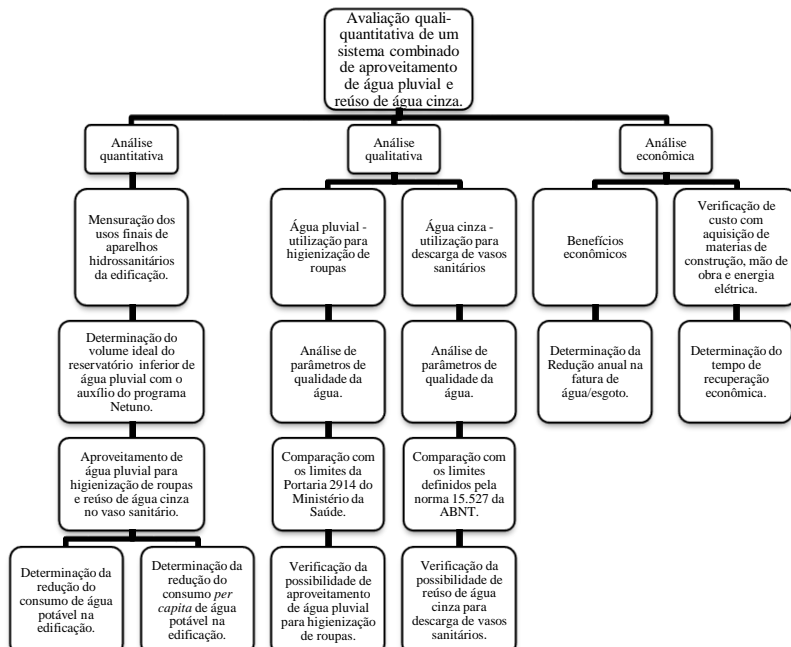 Avaliação quali-
quantitativa de um
sistema combinado
de aproveitamento
de água pluvial e
reúso de água cinza.
Análise
quantitativa
Análise
qualitativa
Análise
econômica
Mensuração dos
usos finais de
aparelhos
hidrossanitários
da edificação.
Água pluvial -
utilização para
higienização de
roupas
Água cinza -
utilização para
descarga de vasos
sanitários
Benefícios
econômicos
Verificação de
custo com
aquisição de
materias de
construção, mão de
obra e energia
elétrica.
Determinação do
volume ideal do
reservatório inferior de
água pluvial com o
auxílio do programa
Netuno.
Análise de
parâmetros de
qualidade da
água.
Análise de
parâmetros de
qualidade da
água.
Determinação da
Redução anual na
fatura de
água/esgoto.
Determinação do
tempo de
recuperação
econômica.
Aproveitamento de
água pluvial para
higienização de roupas
e reúso de água cinza
no vaso sanitário.
Comparação com
os limites da
Portaria 2914 do
Ministério da
Saúde.
Comparação
com os limites
definidos pela
norma 15.527 da
ABNT.
Determinação da
redução do
consumo de água
potável na
edificação.
Determinação da
redução do
consumo per
capita de água
potável na
edificação.
Verificação da
possibilidade de
aproveitamento
de água pluvial
para higienização
de roupas.
Verificação da
possibilidade de
reúso de água
cinza para
descarga de vasos
sanitários.